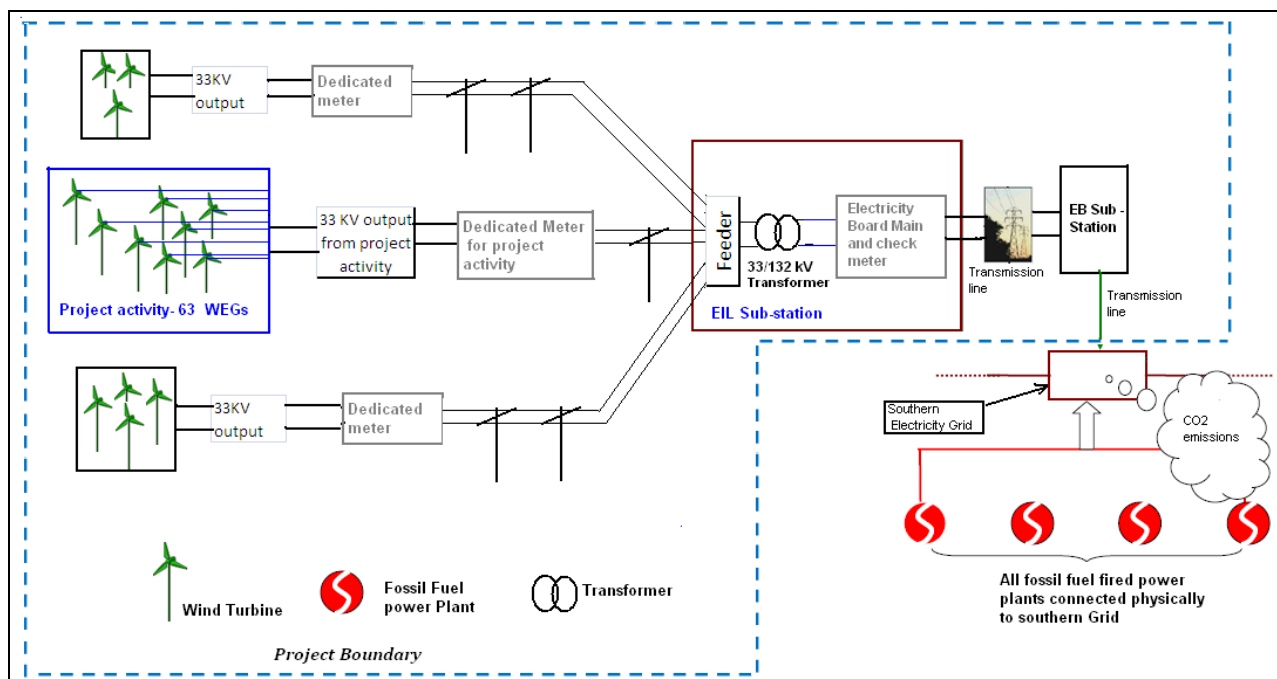 33KV
output
Dedicated
meter
33 KV output
from project
activity
Dedicated Meter
for project
activity
Project activity- 63 WEGs
33KV
output
Dedicated
meter
Feeder
33/132 kV
Transformer
Electricity
Board Main
and check
meter
EIL Sub-station
Transmission
line
EB Sub -
Station
Transmission
line
Southern
Electricity Grid
CO2
emissions
All fossil fuel fired power
plants connected physically
to southern Grid
Wind Turbine
Fossil Fuel
power Plant
Transformer
Project Boundary